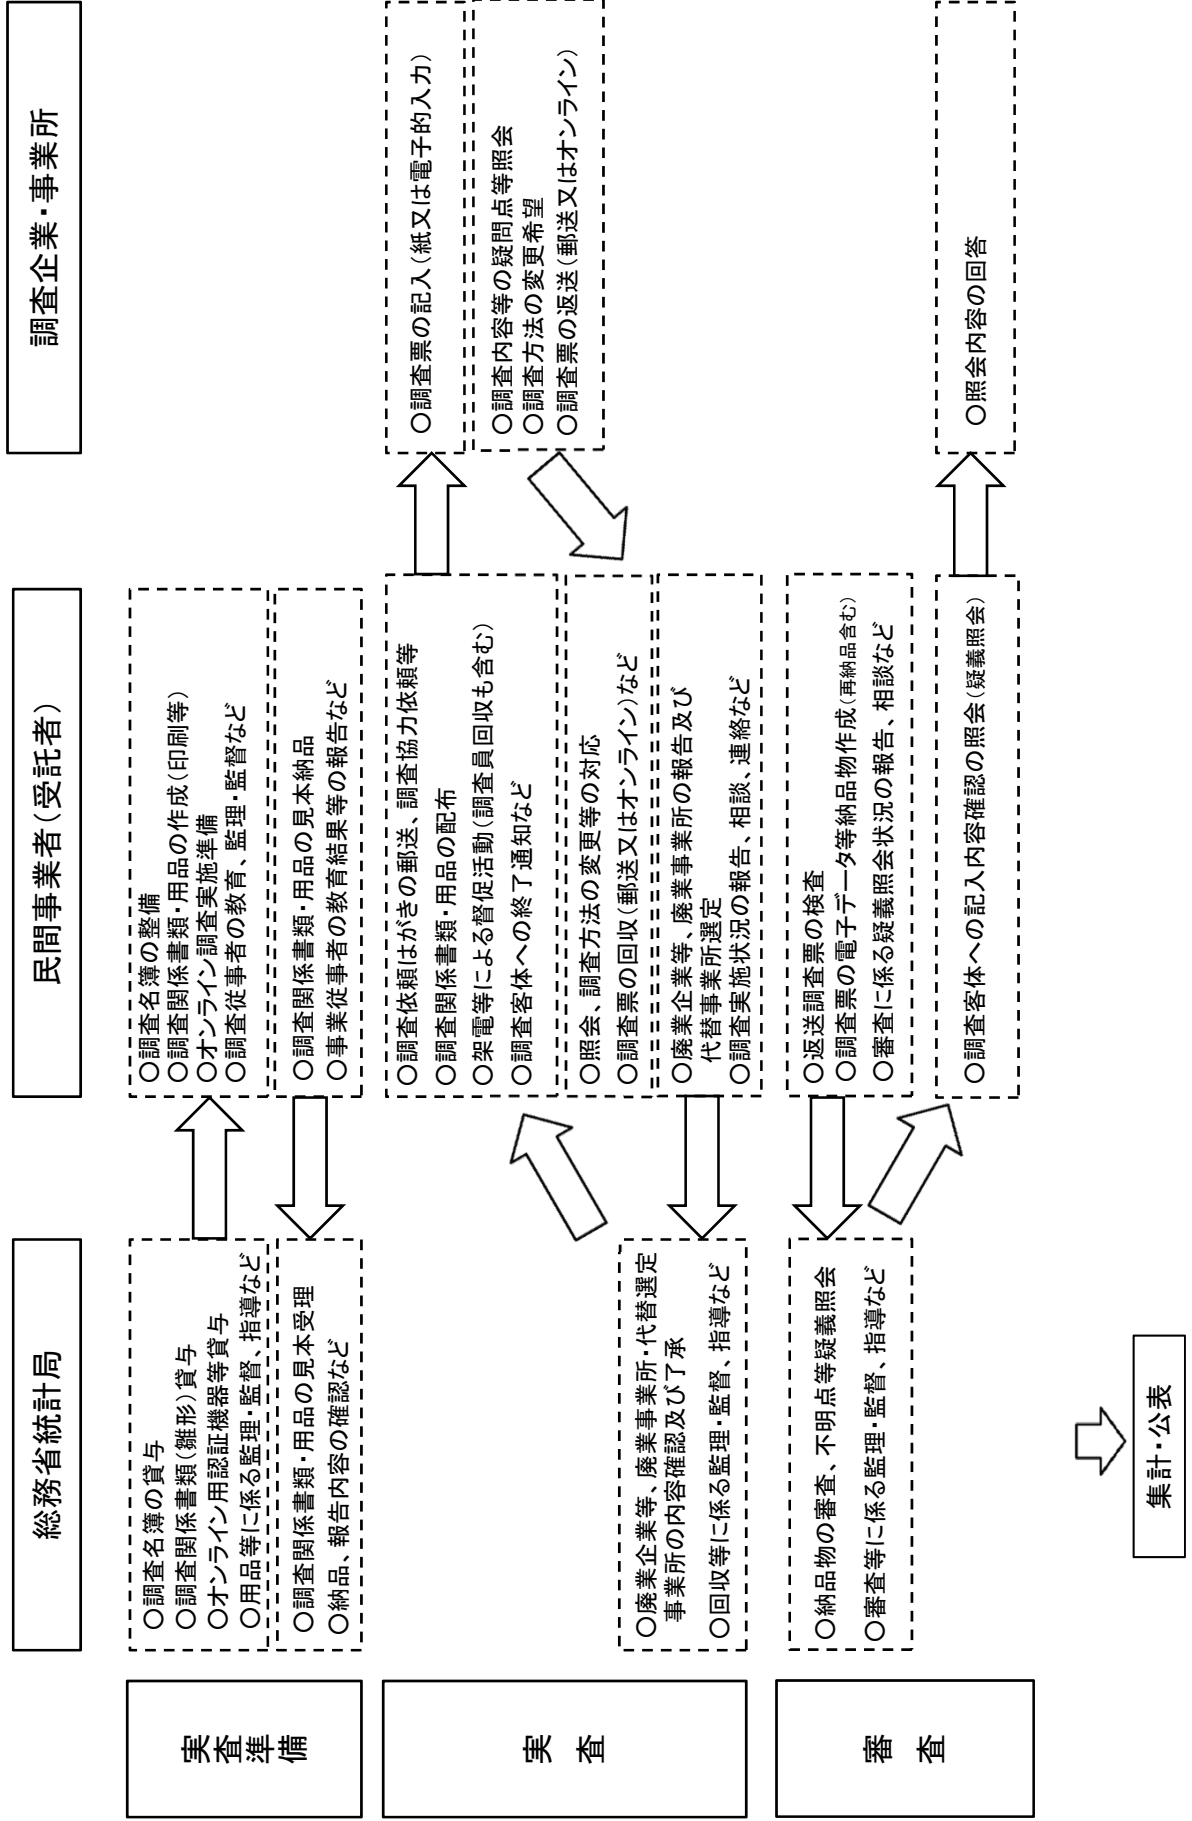 総務省統計局
民間事業者(受託者)
調査企業・事業所
実査準備
○調査名簿の貸与
○調査関係書類(雛形)貸与
○オンライン用認証機器等貸与
○用品等に係る監理・監督、指導など
○調査名簿の整備
○調査関係書類・用品の作成(印刷等)
○オンライン調査実施準備
○調査従事者の教育、監理・監督など
○調査関係書類・用品の見本受理
○納品、報告内容の確認など
○調査関係書類・用品の見本納品
○事業従事者の教育結果等の報告など
実査
○調査依頼はがきの郵送、調査協力依頼等
○調査関係書類・用品の配布
○架電等による督促活動(調査員回収も含む)
○調査客体への終了通知など
○調査票の記入(紙又は電子的入力)
○調査内容等の疑問点等照会
○調査方法の変更希望
○調査票の返送(郵送又はオンライン)
○照会、調査方法の変更等の対応
○調査票の回収(郵送又はオンライン)など
○廃業企業等、廃業事業所・代替選定
事業所の内容確認及び了承
○回収等に係る監理・監督、指導など
○廃業企業等、廃業事業所の報告及び
代替事業所選定
○調査実施状況の報告、相談、連絡など
審査
○納品物の審査、不明点等疑義照会
○審査等に係る監理・監督、指導など
○返送調査票の検査
○調査票の電子データ等納品物作成(再納品含む)
○審査に係る疑義照会状況の報告、相談など
○調査客体への記入内容確認の照会(疑義照会)
○照会内容の回答
集計・公表